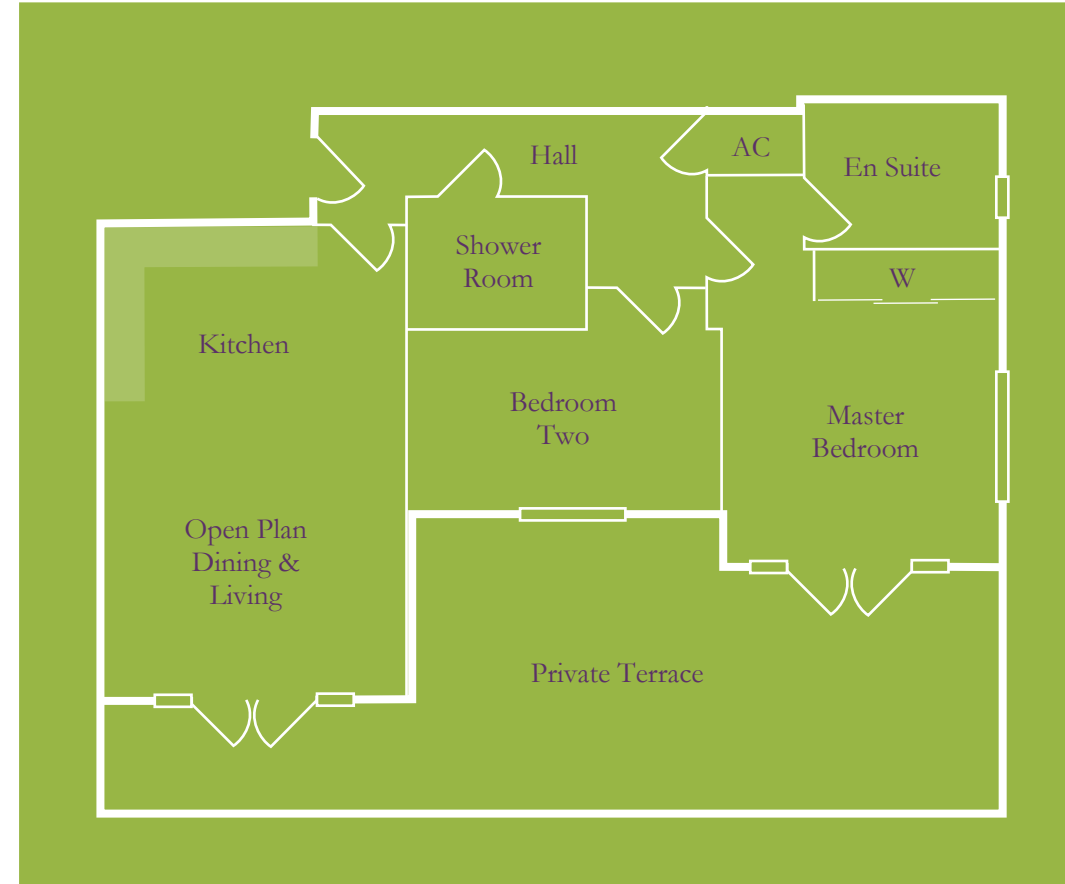 Hall
AC
En Suite
Shower
Room
W
Kitchen
Bedroom
Two
Master
Bedroom
Open Plan
Dining &
Living
Private Terrace